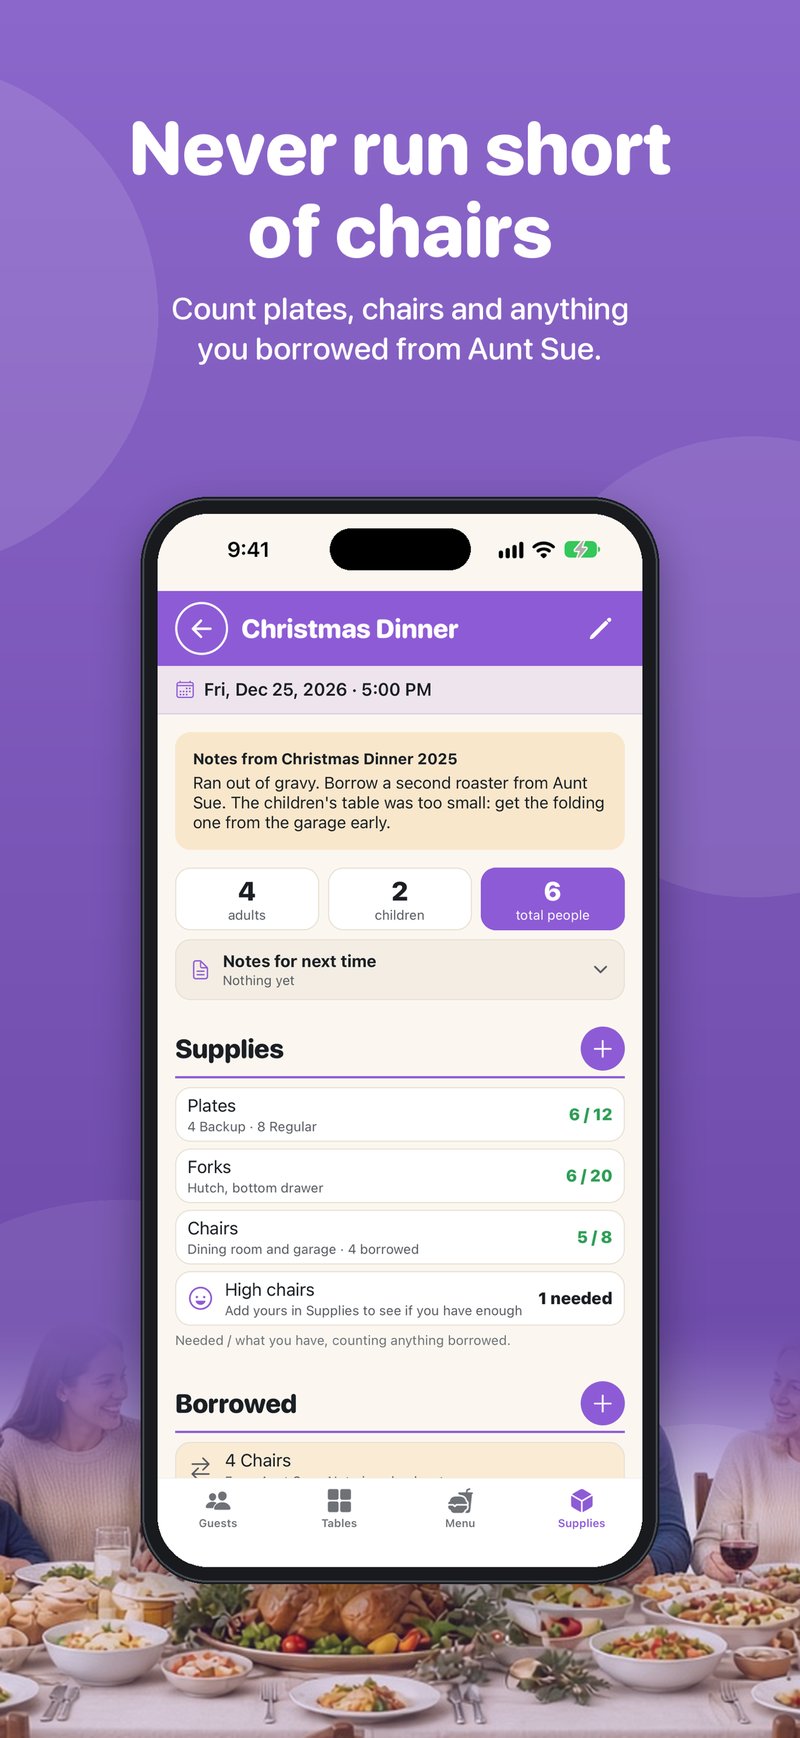 Never run short
of chairs
Count plates, chairs and anything
you borrowed from Aunt Sue.
9:41
Christmas Dinner
Fri, Dec 25, 2026 · 5:00 PM
Notes from Christmas Dinner 2025
Ran out of gravy. Borrow a second roaster from Aunt
Sue. The children's table was too small: get the folding
one from the garage early.
4
adults
2
children
6
total people
Notes for next time
Nothing yet
Supplies
Plates
6 / 12
4 Backup · 8 Regular
Forks
6 / 20
Hutch, bottom drawer
Chairs
5 / 8
Dining room and garage · 4 borrowed
High chairs
1 needed
Add yours in Supplies to see if you have enough
Needed / what you have, counting anything borrowed.
Borrowed
4 Chairs
Guests
Tables
Menu
Supplies